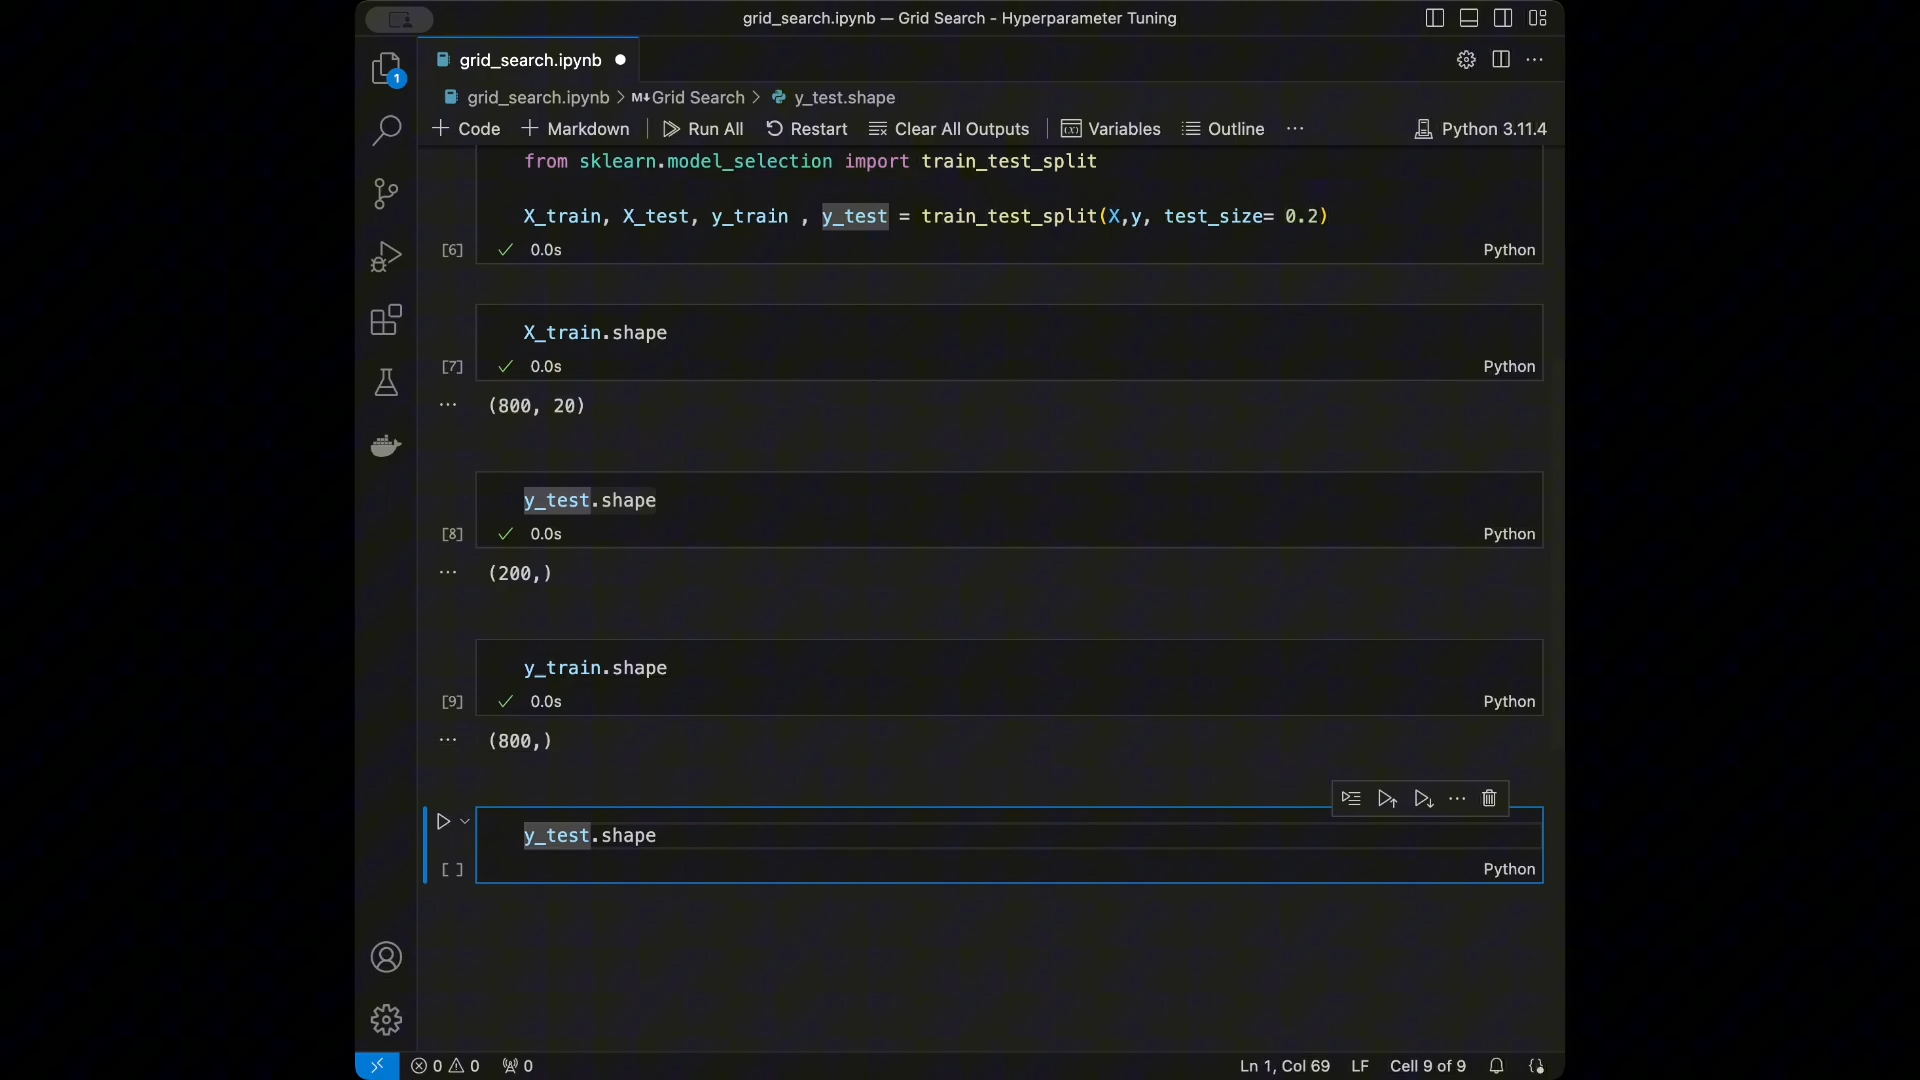 grid_search.ipynb — Grid Search - Hyperparameter Tuning
1
grid_search.ipynb
grid_search.ipynb > M↓Grid Search > y_test.shape
+ Code + Markdown Run All Restart Clear All Outputs Variables Outline ··· Python 3.11.4
from sklearn.model_selection import train_test_split
X_train, X_test, y_train , y_test = train_test_split(X,y, test_size= 0.2)
[6] ✓ 0.0s Python
X_train.shape
[7] ✓ 0.0s Python
··· (800, 20)
y_test.shape
[8] ✓ 0.0s Python
··· (200,)
y_train.shape
[9] ✓ 0.0s Python
··· (800,)
y_test.shape
[ ] Python
0 0 0 Ln 1, Col 69 LF Cell 9 of 9